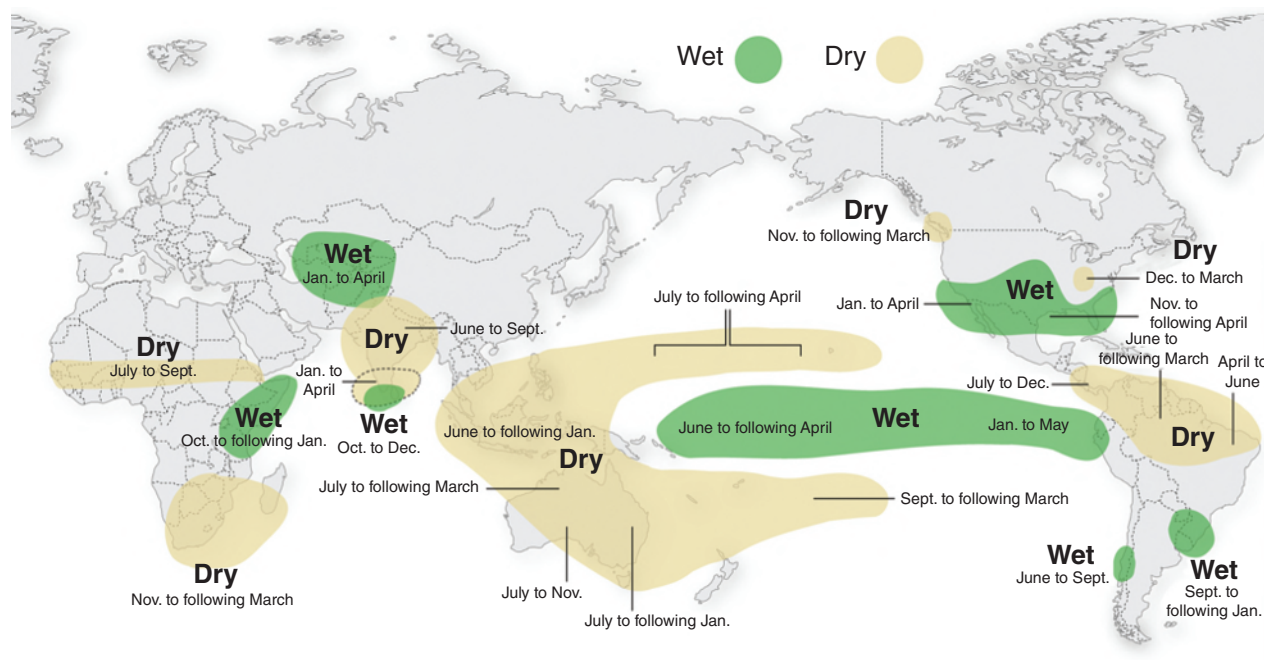 Wet
Dry
Dry
Nov. to following March
Dry
Dec. to March
Wet
Jan. to April
Wet
Jan. to April
Nov. to
following April
July to following April
Dry
June to Sept.
Dry
July to Sept.
Jan. to
April
June to
following March
April to
June
July to Dec.
Wet
Oct. to following Jan.
Wet
Oct. to Dec.
June to following Jan.
Dry
June to following April
Wet
Jan. to May
Dry
July to following March
Sept. to following March
Dry
Nov. to following March
July to Nov.
July to following Jan.
Wet
June to Sept.
Wet
Sept. to
following Jan.